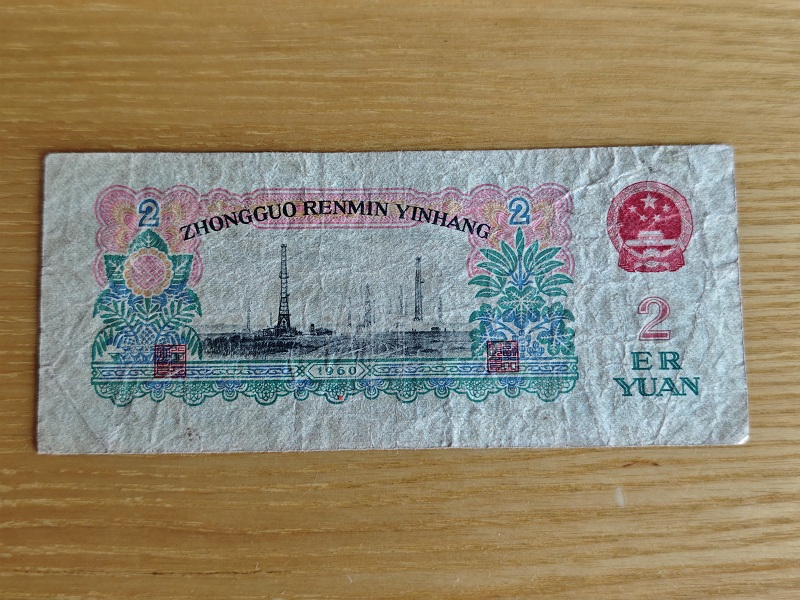 2
2
ZHONGGUO RENMIN YINHANG
1960
2
ER
YUAN